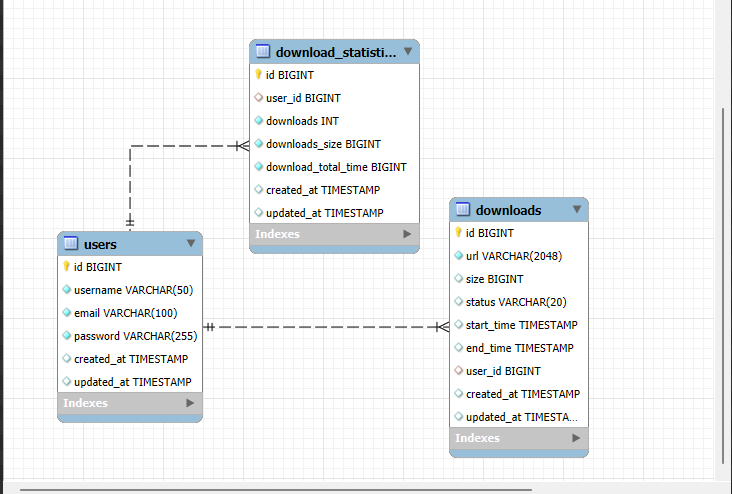 download_statisti...
id BIGINT
user_id BIGINT
downloads INT
downloads_size BIGINT
download_total_time BIGINT
created_at TIMESTAMP
updated_at TIMESTAMP
Indexes
downloads
id BIGINT
url VARCHAR(2048)
size BIGINT
status VARCHAR(20)
start_time TIMESTAMP
end_time TIMESTAMP
user_id BIGINT
created_at TIMESTAMP
updated_at TIMESTA...
Indexes
users
id BIGINT
username VARCHAR(50)
email VARCHAR(100)
password VARCHAR(255)
created_at TIMESTAMP
updated_at TIMESTAMP
Indexes